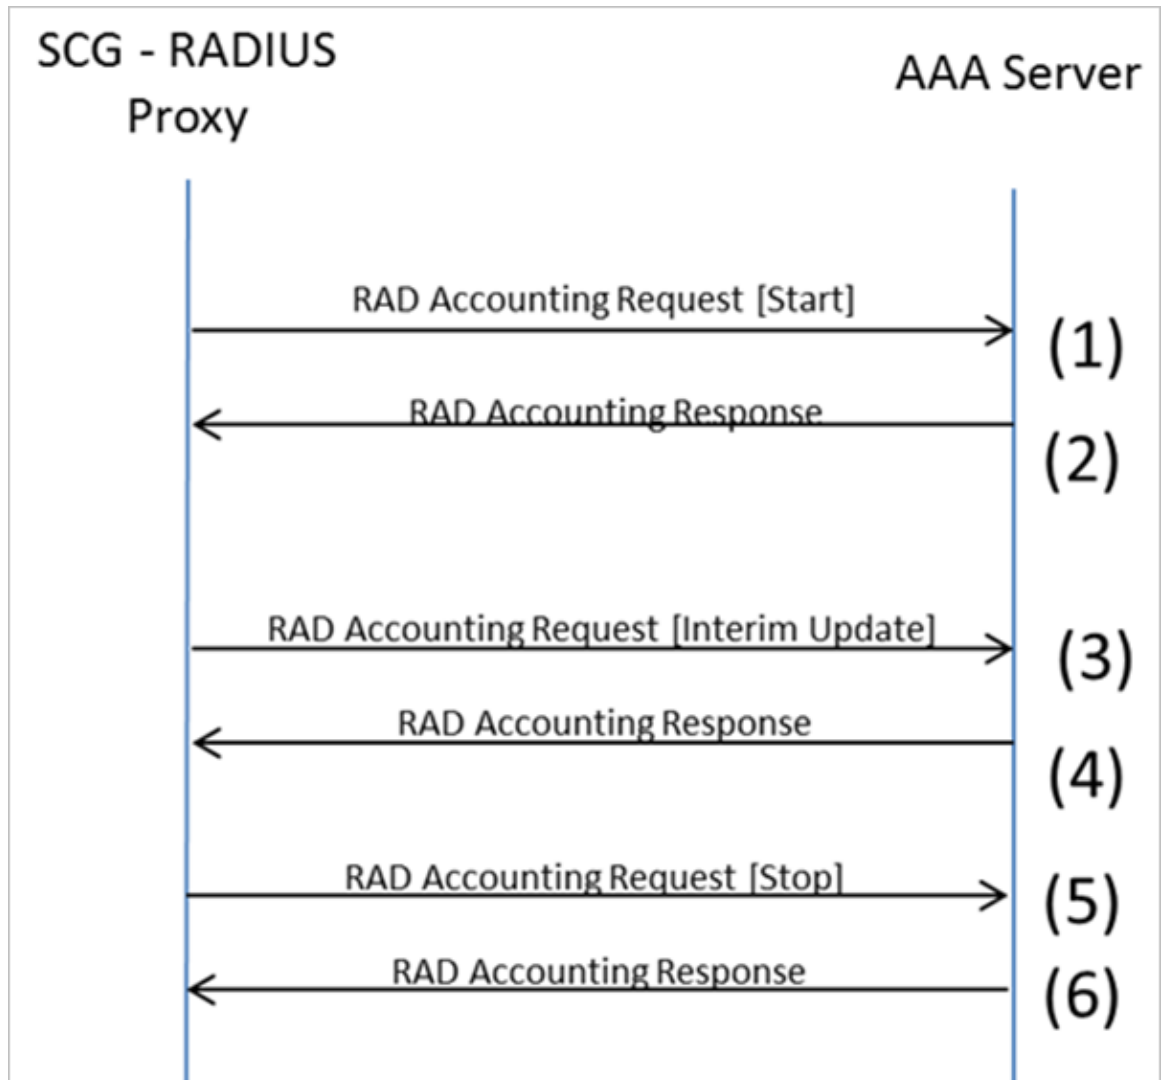 SCG - RADIUS
Proxy
AAA Server
RAD Accounting Request [Start]
(1)
RAD Accounting Response
(2)
RAD Accounting Request [Interim Update]
(3)
RAD Accounting Response
(4)
RAD Accounting Request [Stop]
(5)
RAD Accounting Response
(6)